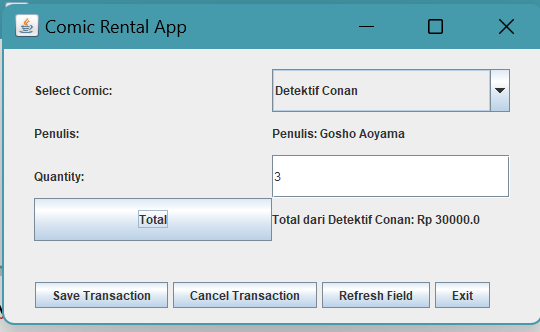 Comic Rental App
Select Comic: Detektif Conan
Penulis: Penulis: Gosho Aoyama
Quantity: 3
Total Total dari Detektif Conan: Rp 30000.0
Save Transaction Cancel Transaction Refresh Field Exit